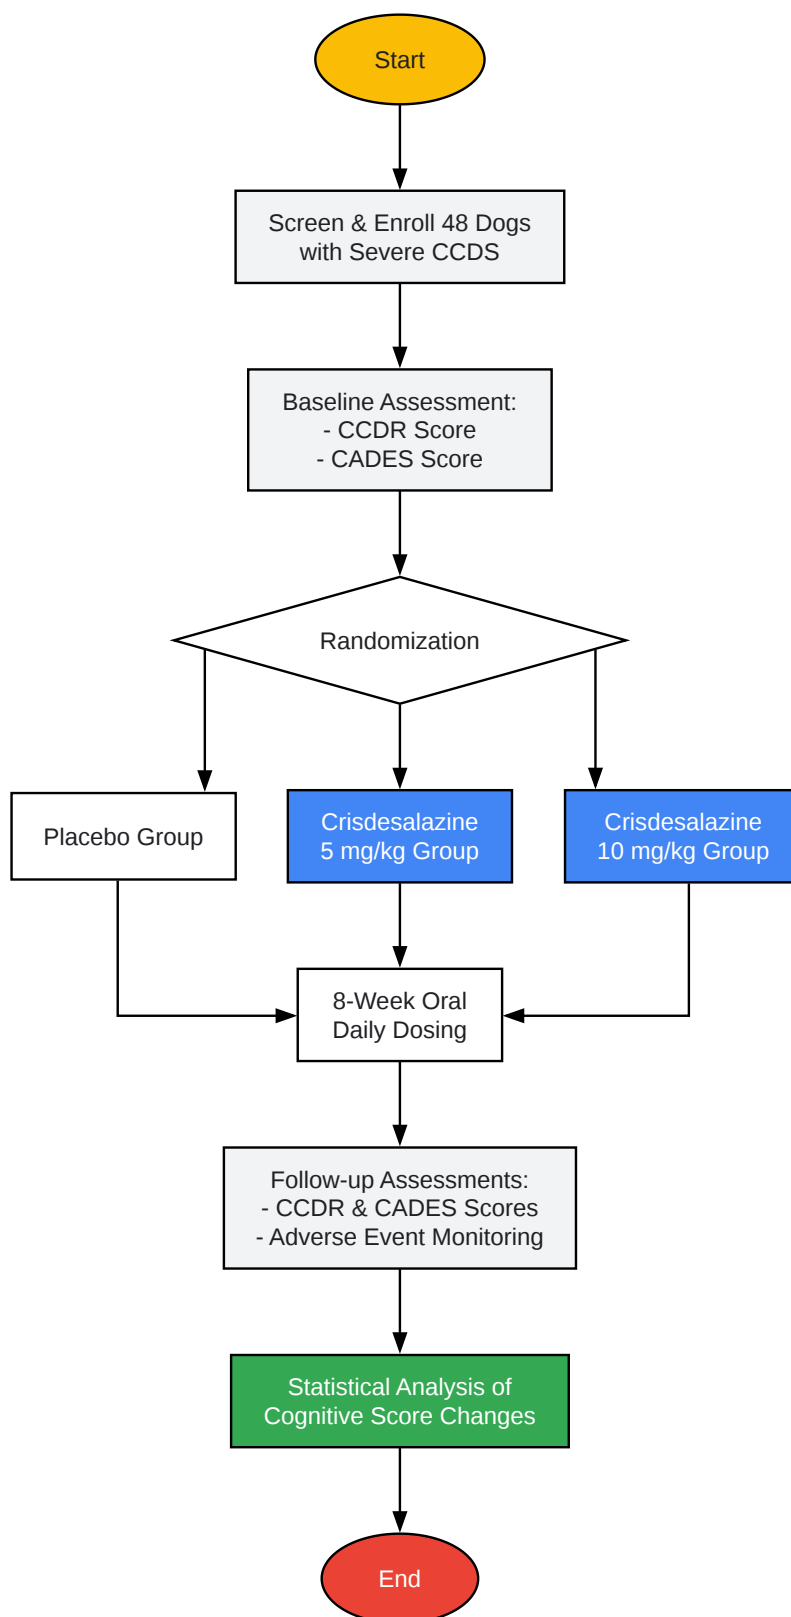 Start
Screen & Enroll 48 Dogs
with Severe CCDS
Baseline Assessment:
- CCDR Score
- CADES Score
Randomization
Placebo Group
Crisdesalazine
5 mg/kg Group
Crisdesalazine
10 mg/kg Group
8-Week Oral
Daily Dosing
Follow-up Assessments:
- CCDR & CADES Scores
- Adverse Event Monitoring
Statistical Analysis of
Cognitive Score Changes
End